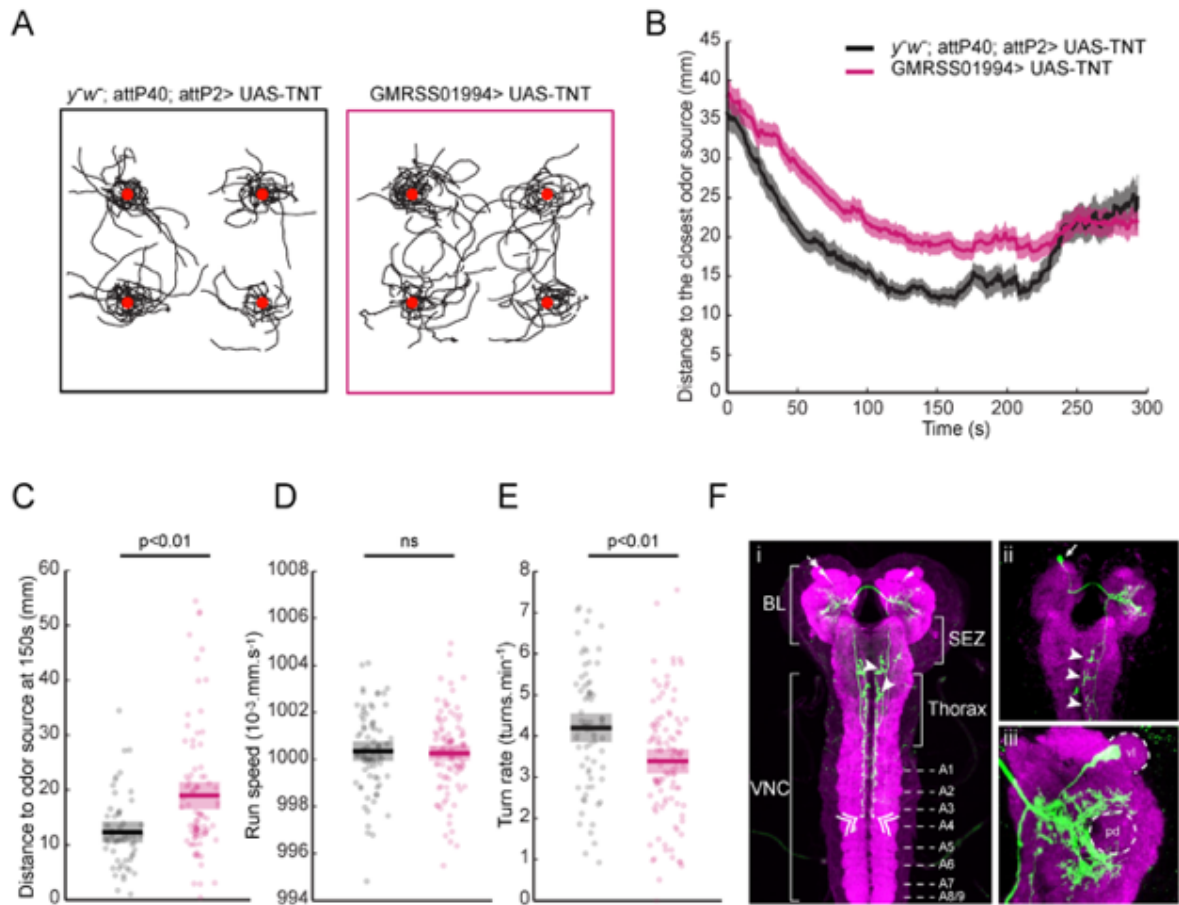 A
y⁻w⁻; attP40; attP2> UAS-TNT
GMRSS01994> UAS-TNT
B
Distance to the closest odor source (mm)
45
40
35
30
25
20
15
10
5
0
0 50 100 150 200 250 300
Time (s)
y⁻w⁻; attP40; attP2> UAS-TNT
GMRSS01994> UAS-TNT
C
p<0.01
Distance to odor source at 150s (mm)
60
50
40
30
20
10
0
D
ns
Run speed (10⁻³.mm.s⁻¹)
1008
1006
1004
1002
1000
998
996
994
E
p<0.01
Turn rate (turns.min⁻¹)
8
7
6
5
4
3
2
1
0
F
i
BL
SEZ
Thorax
VNC
A1
A2
A3
A4
A5
A6
A7
A8/9
ii
iii
vl
pd